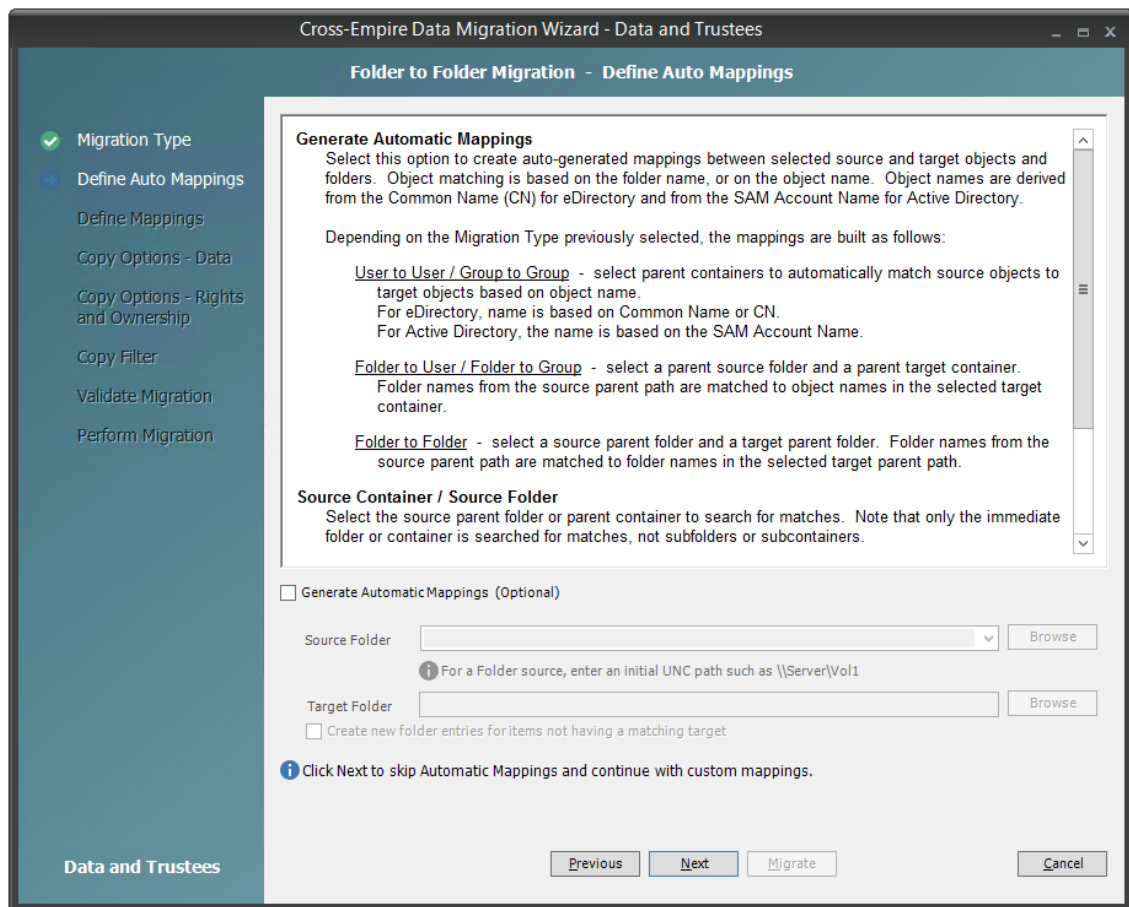 Cross-Empire Data Migration Wizard - Data and Trustees
Folder to Folder Migration - Define Auto Mappings
Migration Type
Define Auto Mappings
Define Mappings
Copy Options - Data
Copy Options - Rights
and Ownership
Copy Filter
Validate Migration
Perform Migration
Data and Trustees
Generate Automatic Mappings
Select this option to create auto-generated mappings between selected source and target objects and
folders. Object matching is based on the folder name, or on the object name. Object names are derived
from the Common Name (CN) for eDirectory and from the SAM Account Name for Active Directory.
Depending on the Migration Type previously selected, the mappings are built as follows:
User to User / Group to Group - select parent containers to automatically match source objects to
target objects based on object name.
For eDirectory, name is based on Common Name or CN.
For Active Directory, the name is based on the SAM Account Name.
Folder to User / Folder to Group - select a parent source folder and a parent target container.
Folder names from the source parent path are matched to object names in the selected target
container.
Folder to Folder - select a source parent folder and a target parent folder. Folder names from the
source parent path are matched to folder names in the selected target parent path.
Source Container / Source Folder
Select the source parent folder or parent container to search for matches. Note that only the immediate
folder or container is searched for matches, not subfolders or subcontainers.
Generate Automatic Mappings (Optional)
Source Folder
Browse
For a Folder source, enter an initial UNC path such as \\Server\Vol1
Target Folder
Browse
Create new folder entries for items not having a matching target
Click Next to skip Automatic Mappings and continue with custom mappings.
Previous
Next
Migrate
Cancel